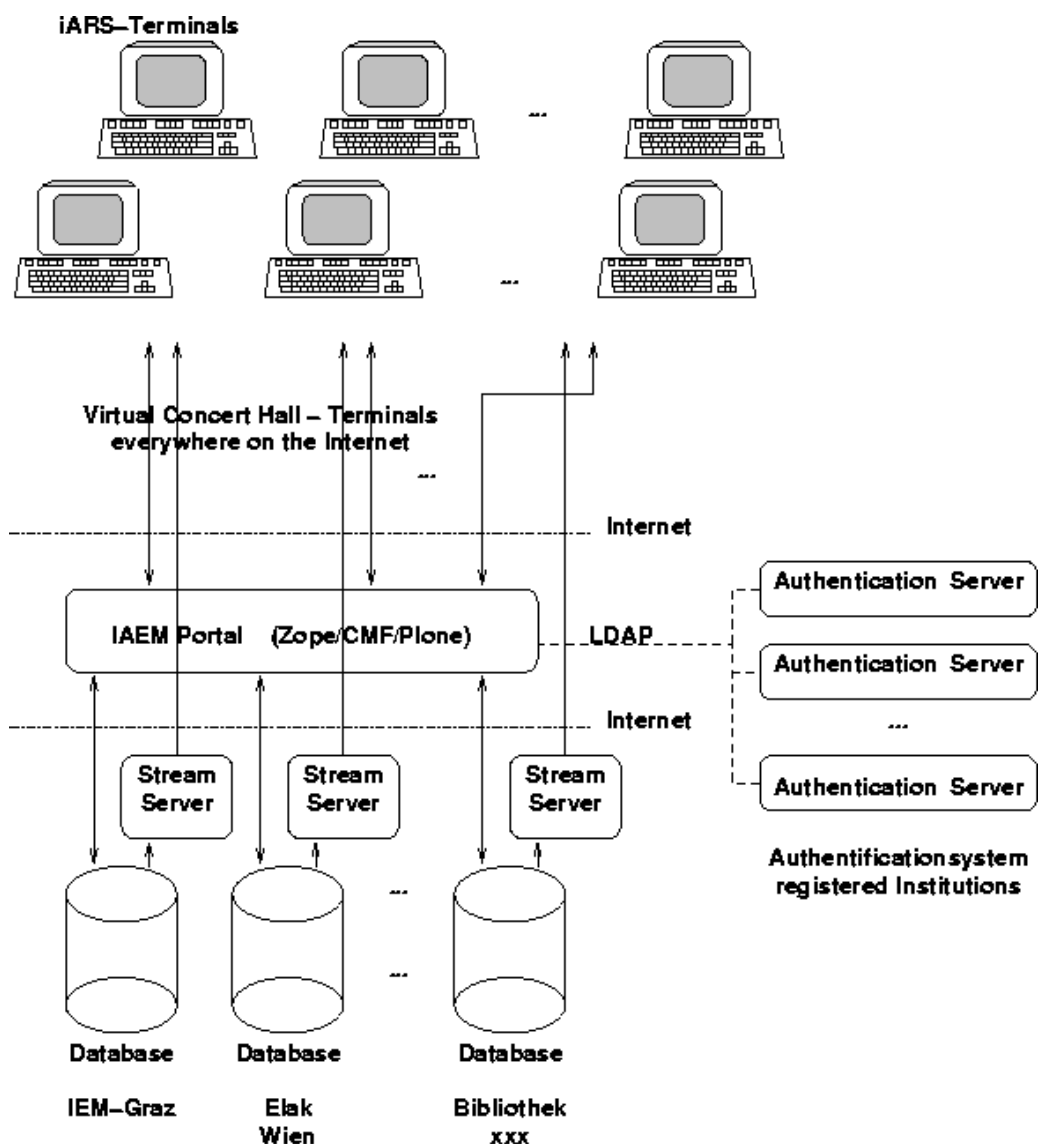 iARS–Terminals
...
...
Virtual Concert Hall – Terminals
everywhere on the Internet
...
Internet
IAEM Portal (Zope/CMF/Plone)
LDAP
Authentication Server
Authentication Server
...
Authentication Server
Authentificationsystem
registered Institutions
Internet
Stream
Server
Stream
Server
Stream
Server
...
...
Database
IEM–Graz
Database
Elak
Wien
Database
Bibliothek
xxx